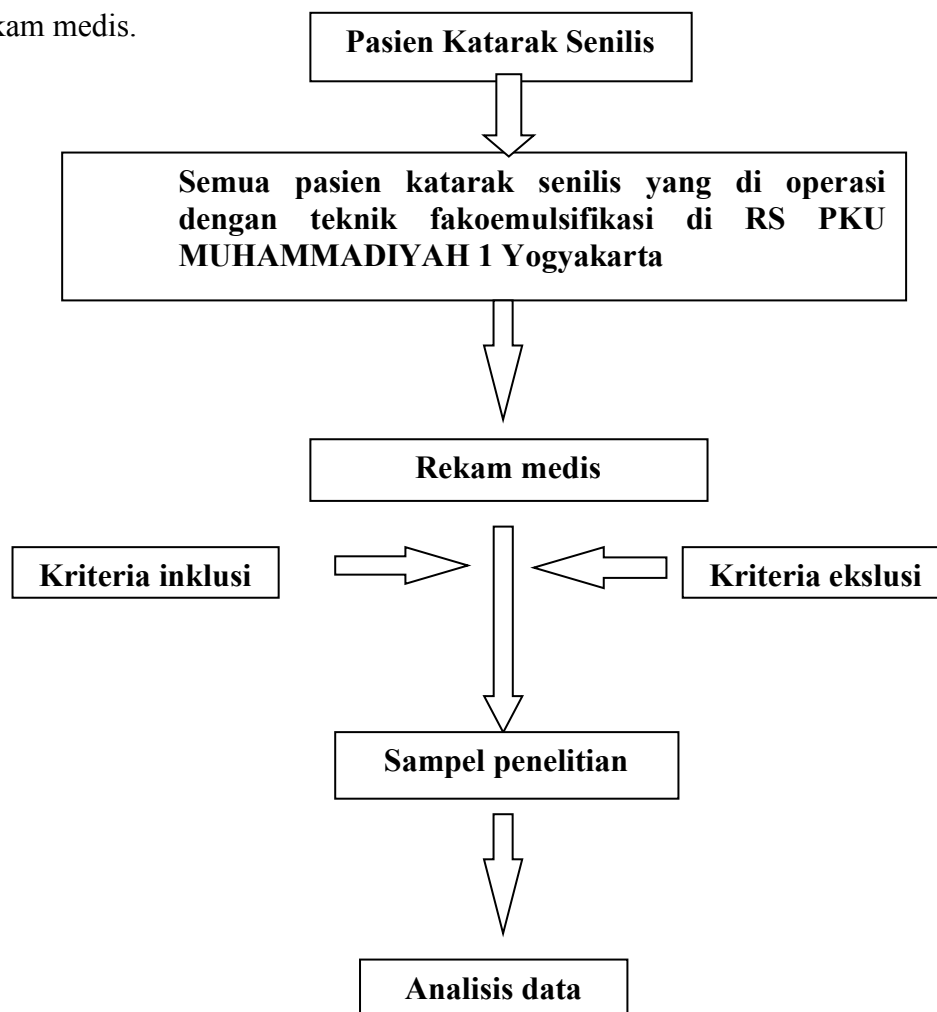 kam medis.
Pasien Katarak Senilis
Semua pasien katarak senilis yang di operasi
dengan teknik fakoemulsifikasi di RS PKU
MUHAMMADIYAH 1 Yogyakarta
Rekam medis
Kriteria inklusi
Kriteria ekslusi
Sampel penelitian
Analisis data